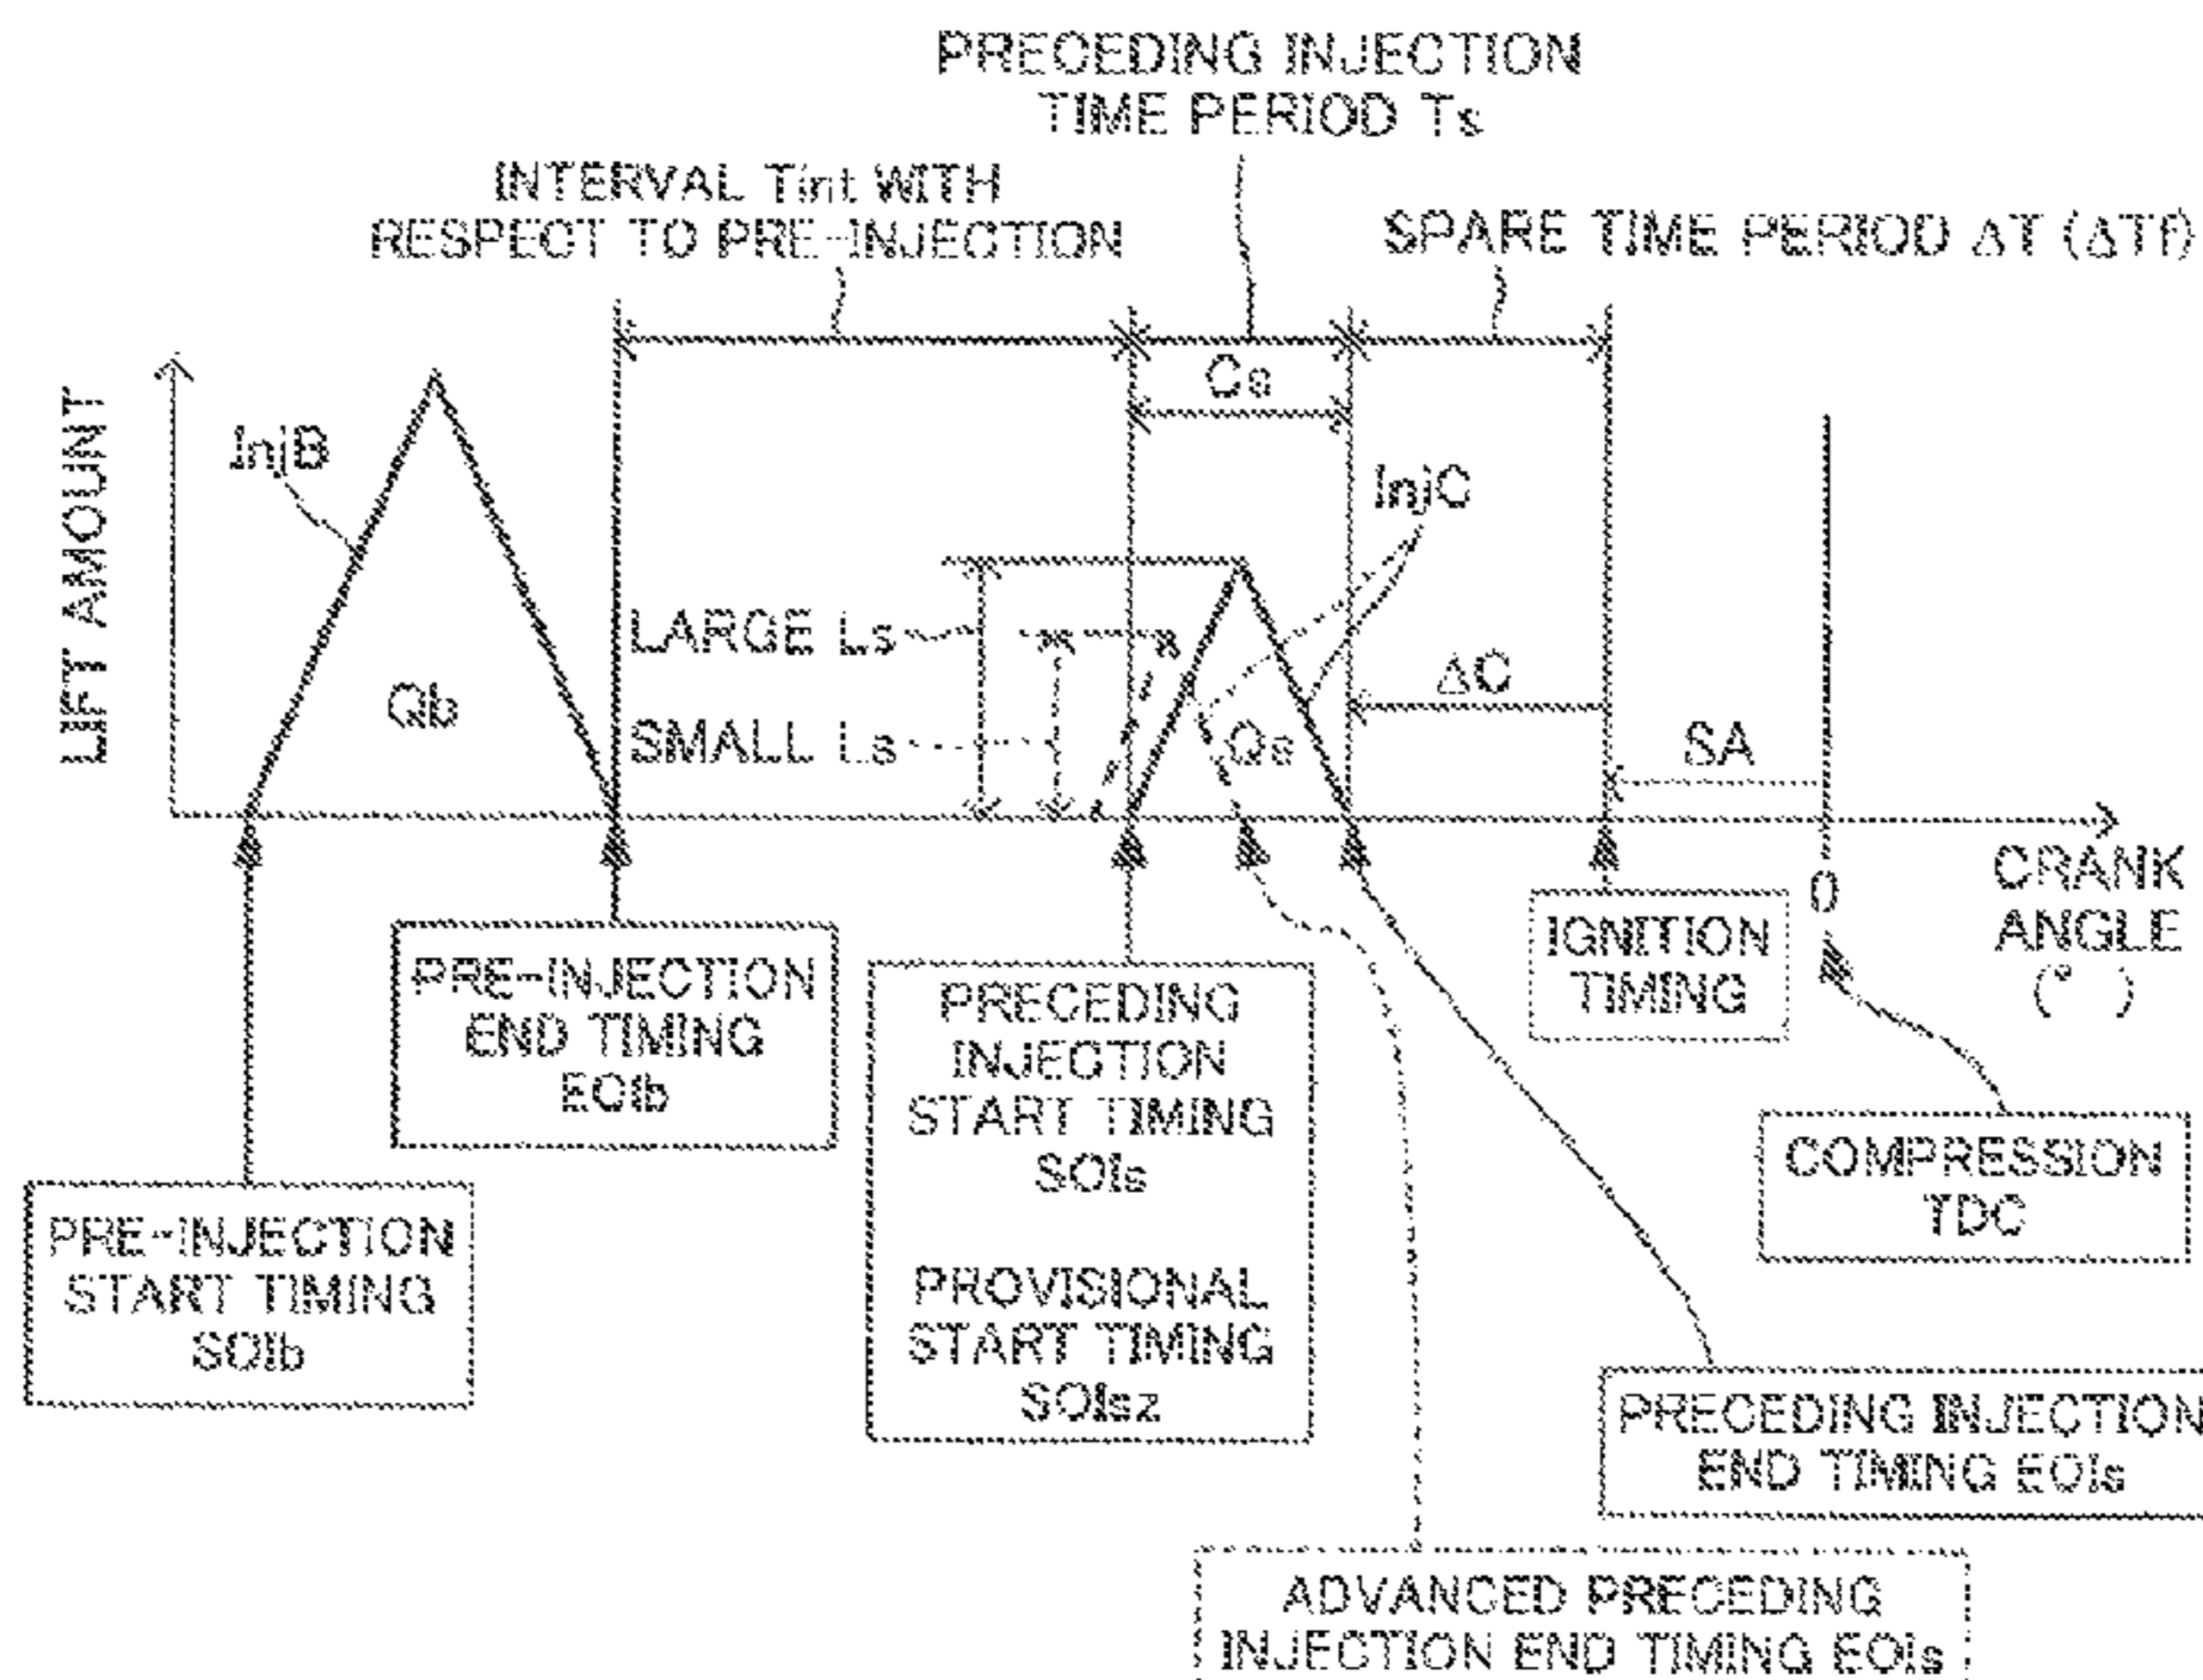 PRECEDING INJECTION
TIME PERIOD Ts
INTERVAL Tint WITH
RESPECT TO PRE-INJECTION
SPARE TIME PERIOD ΔT (ΔTf)
Cs
LIFT AMOUNT
InjB
InjC
LARGE Ls
ΔC
Qb
SMALL Ls
Qs
SA
0
CRANK
ANGLE
(° )
IGNITION
TIMING
PRE-INJECTION
END TIMING
EOIb
PRECEDING
INJECTION
START TIMING
SOIs
PROVISIONAL
START TIMING
SOIsz
COMPRESSION
TDC
PRE-INJECTION
START TIMING
SOIb
PRECEDING INJECTION
END TIMING EOIs
ADVANCED PRECEDING
INJECTION END TIMING EOIs